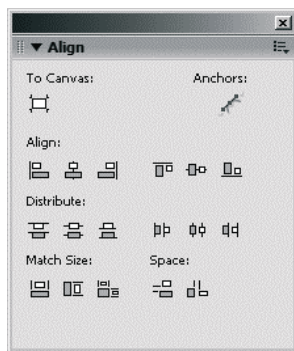 Align
To Canvas: Anchors:
Align:
Distribute:
Match Size: Space: